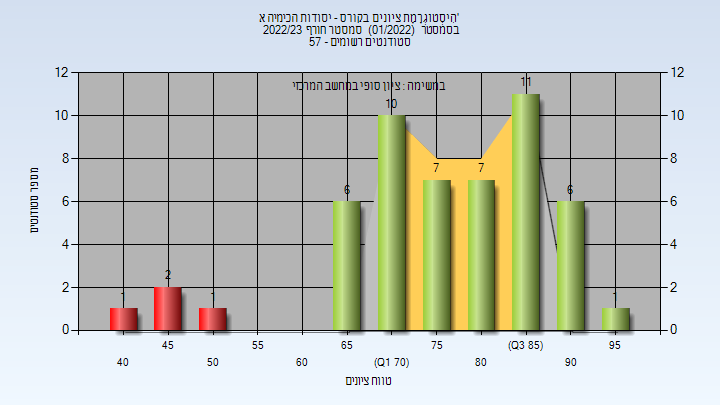 הִיסְטוֹגְרָמַת ציונים בקורס - יסודות הכימיה א'
בסמסטר (01/2022) סמסטר חורף 2022/23
סטודנטים רשומים - 57
במשימה : ציון סופי במחשב המרכזי
12 12
10 10
8 8
6 6
4 4
2 2
0 0
1 2 1 6 10 7 7 11 6 1
מספר סטודנטים
45 55 65 75 (Q3 85) 95
40 50 60 (Q1 70) 80 90
טווח ציונים